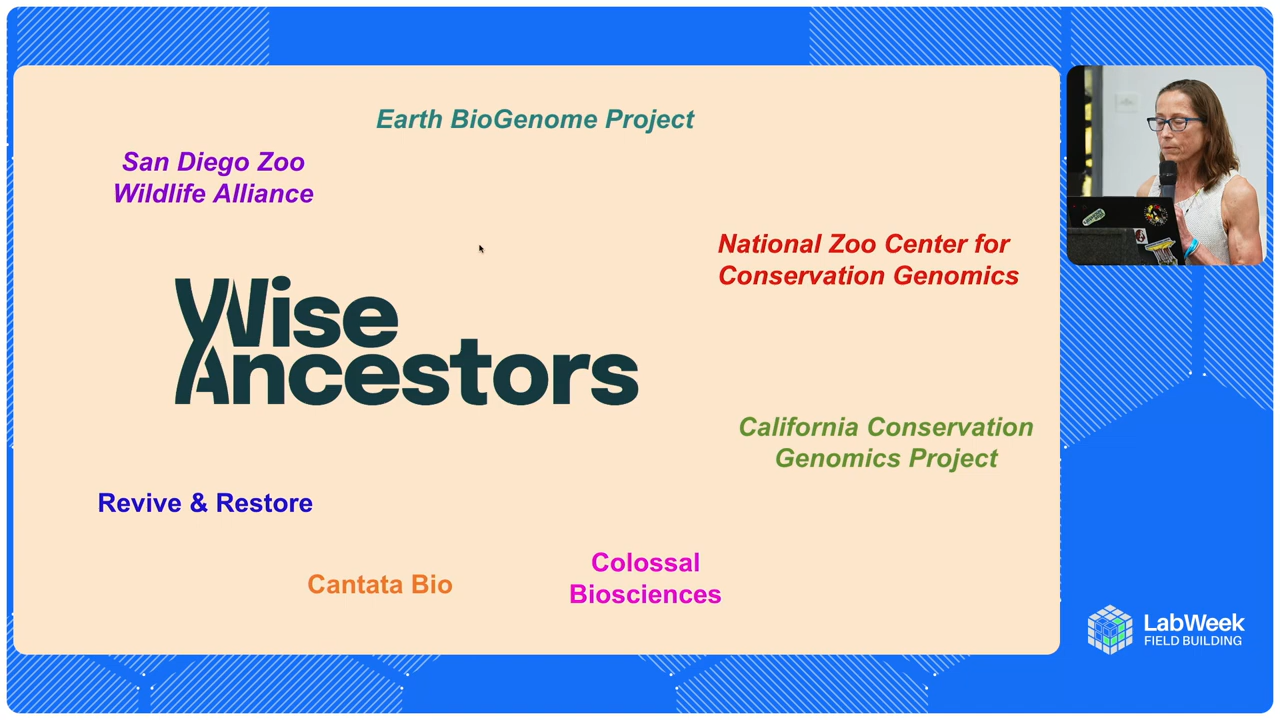 Earth BioGenome Project
San Diego Zoo
Wildlife Alliance
National Zoo Center for
Conservation Genomics
Wise
Ancestors
California Conservation
Genomics Project
Revive & Restore
Colossal
Biosciences
Cantata Bio
LabWeek
FIELD BUILDING